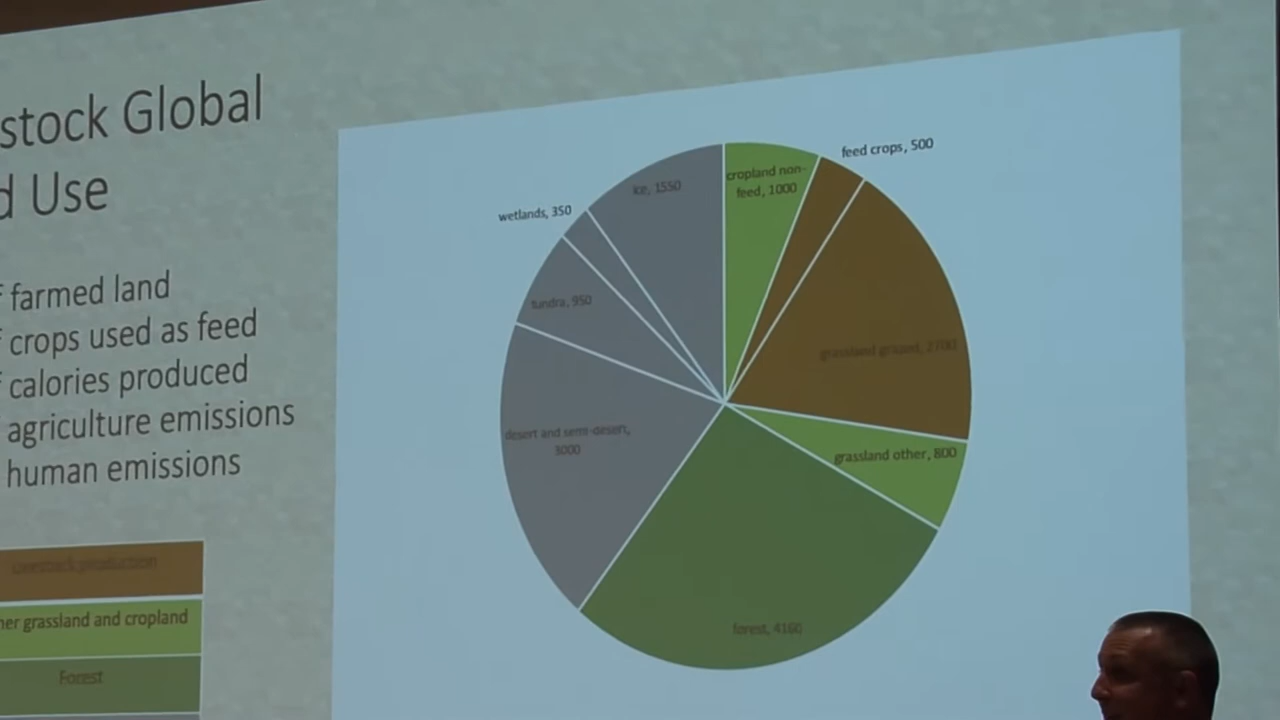 stock Global
d Use
f farmed land
f crops used as feed
f calories produced
f agriculture emissions
human emissions
Livestock production
her grassland and cropland
Forest
feed crops, 500
cropland non-
feed, 1000
ice, 1550
wetlands, 350
tundra, 950
grassland grazed, 2700
desert and semi-desert,
3000
grassland other, 800
forest, 4160